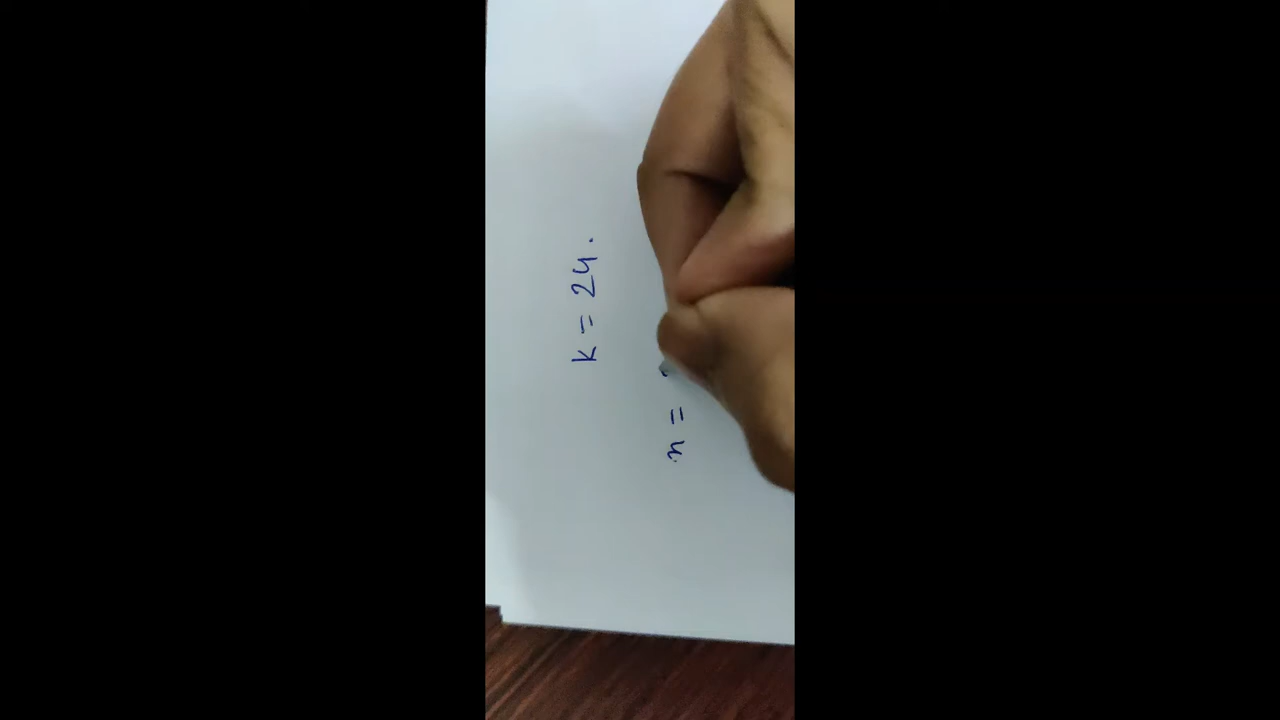 K = 24.
x =